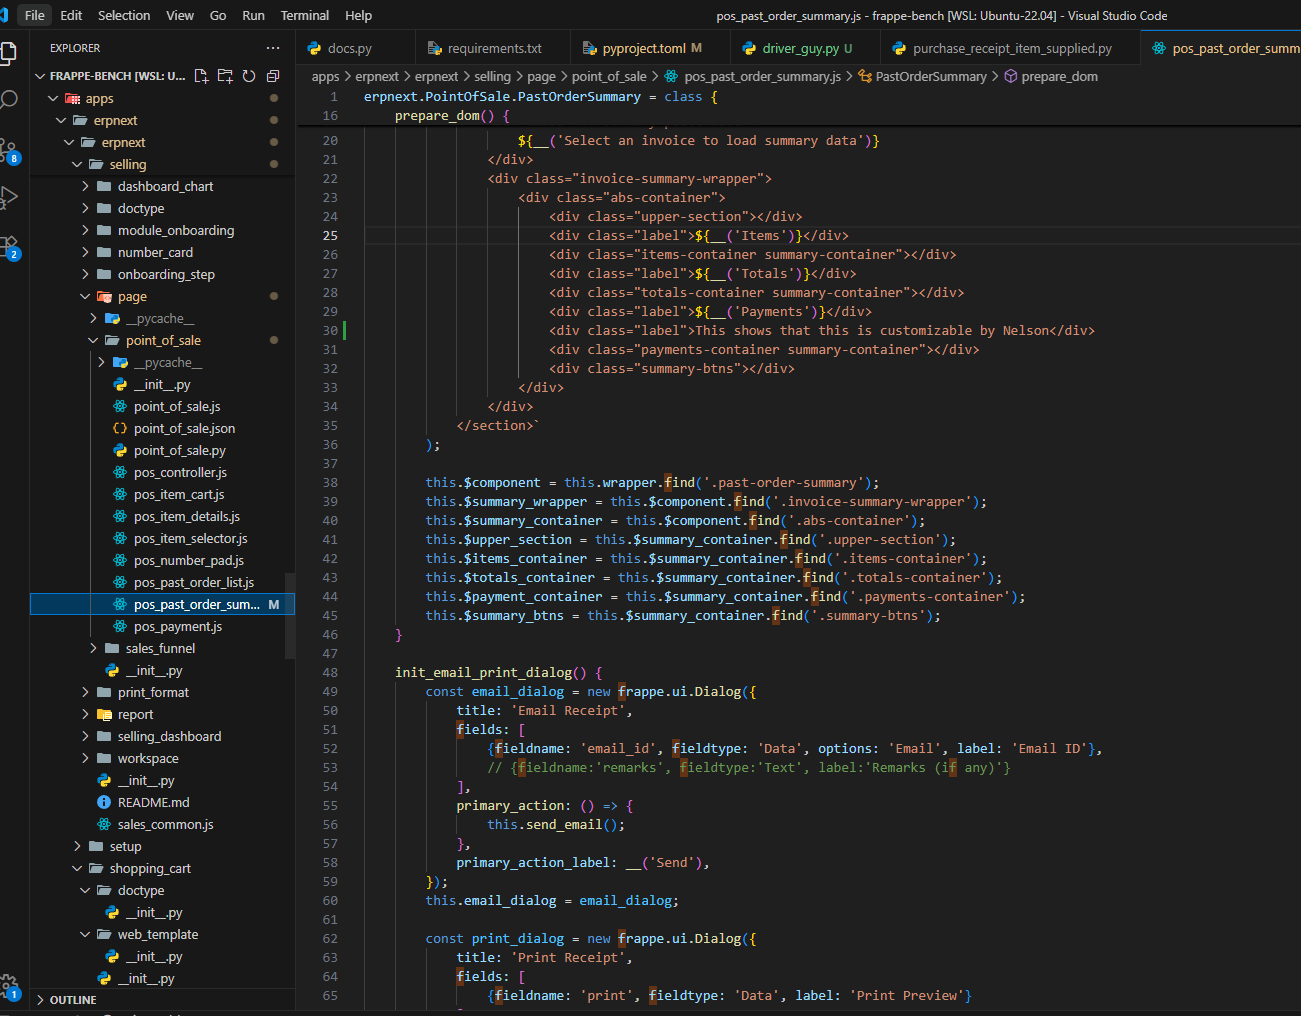 File Edit Selection View Go Run Terminal Help
pos_past_order_summary.js - frappe-bench [WSL: Ubuntu-22.04] - Visual Studio Code
EXPLORER ···
docs.py
requirements.txt
pyproject.toml M
driver_guy.py U
purchase_receipt_item_supplied.py
pos_past_order_summ
FRAPPE-BENCH [WSL: U...
apps > erpnext > erpnext > selling > page > point_of_sale > pos_past_order_summary.js > PastOrderSummary > prepare_dom
apps
erpnext
erpnext
selling
dashboard_chart
doctype
module_onboarding
number_card
onboarding_step
page
__pycache__
point_of_sale
__pycache__
__init__.py
point_of_sale.js
point_of_sale.json
point_of_sale.py
pos_controller.js
pos_item_cart.js
pos_item_details.js
pos_item_selector.js
pos_number_pad.js
pos_past_order_list.js
pos_past_order_sum... M
pos_payment.js
sales_funnel
__init__.py
print_format
report
selling_dashboard
workspace
__init__.py
README.md
sales_common.js
setup
shopping_cart
doctype
__init__.py
web_template
__init__.py
__init__.py
OUTLINE
8
2
1
1 erpnext.PointOfSale.PastOrderSummary = class {
16 prepare_dom() {
20 ${__('Select an invoice to load summary data')}
21 </div>
22 <div class="invoice-summary-wrapper">
23 <div class="abs-container">
24 <div class="upper-section"></div>
25 <div class="label">${__('Items')}</div>
26 <div class="items-container summary-container"></div>
27 <div class="label">${__('Totals')}</div>
28 <div class="totals-container summary-container"></div>
29 <div class="label">${__('Payments')}</div>
30 <div class="label">This shows that this is customizable by Nelson</div>
31 <div class="payments-container summary-container"></div>
32 <div class="summary-btns"></div>
33 </div>
34 </div>
35 </section>`
36 );
37
38 this.$component = this.wrapper.find('.past-order-summary');
39 this.$summary_wrapper = this.$component.find('.invoice-summary-wrapper');
40 this.$summary_container = this.$component.find('.abs-container');
41 this.$upper_section = this.$summary_container.find('.upper-section');
42 this.$items_container = this.$summary_container.find('.items-container');
43 this.$totals_container = this.$summary_container.find('.totals-container');
44 this.$payment_container = this.$summary_container.find('.payments-container');
45 this.$summary_btns = this.$summary_container.find('.summary-btns');
46 }
47
48 init_email_print_dialog() {
49 const email_dialog = new frappe.ui.Dialog({
50 title: 'Email Receipt',
51 fields: [
52 {fieldname: 'email_id', fieldtype: 'Data', options: 'Email', label: 'Email ID'},
53 // {fieldname:'remarks', fieldtype:'Text', label:'Remarks (if any)'}
54 ],
55 primary_action: () => {
56 this.send_email();
57 },
58 primary_action_label: __('Send'),
59 });
60 this.email_dialog = email_dialog;
61
62 const print_dialog = new frappe.ui.Dialog({
63 title: 'Print Receipt',
64 fields: [
65 {fieldname: 'print', fieldtype: 'Data', label: 'Print Preview'}